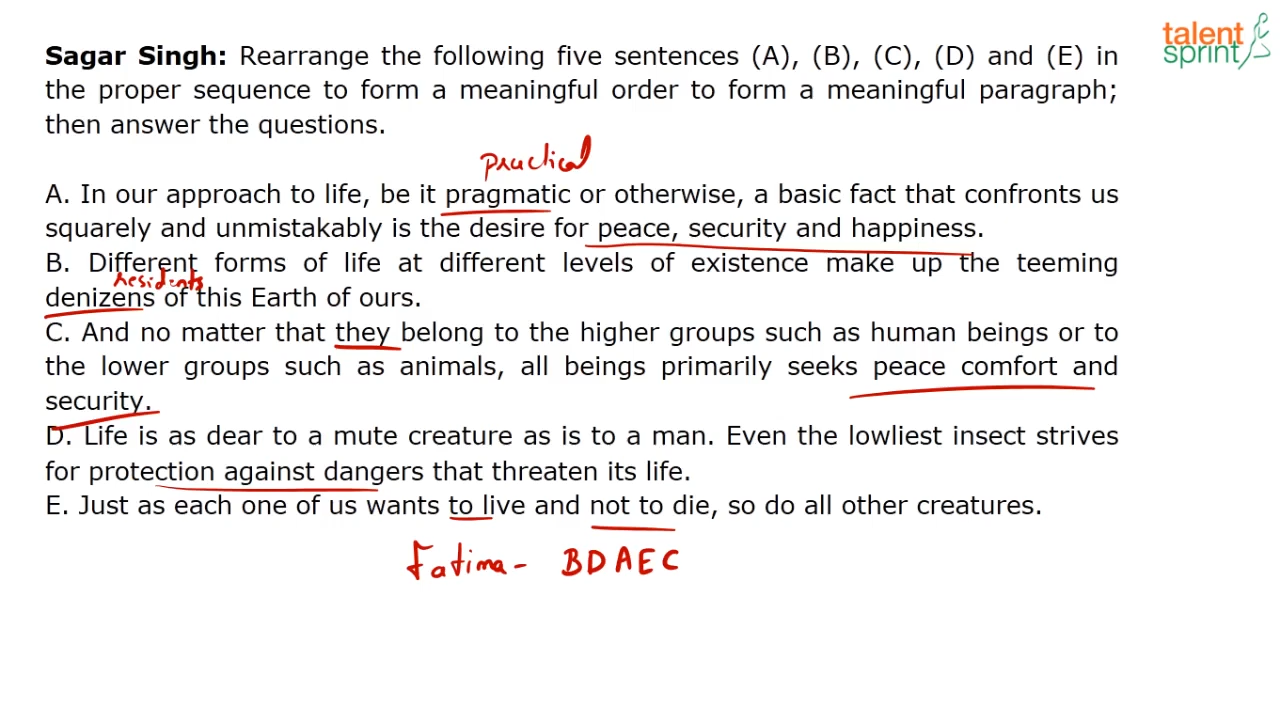 talent
sprint
Sagar Singh: Rearrange the following five sentences (A), (B), (C), (D) and (E) in
the proper sequence to form a meaningful order to form a meaningful paragraph;
then answer the questions.
practical
A. In our approach to life, be it pragmatic or otherwise, a basic fact that confronts us
squarely and unmistakably is the desire for peace, security and happiness.
B. Different forms of life at different levels of existence make up the teeming
residents
denizens of this Earth of ours.
C. And no matter that they belong to the higher groups such as human beings or to
the lower groups such as animals, all beings primarily seeks peace comfort and
security.
D. Life is as dear to a mute creature as is to a man. Even the lowliest insect strives
for protection against dangers that threaten its life.
E. Just as each one of us wants to live and not to die, so do all other creatures.
Fatima - BDAEC